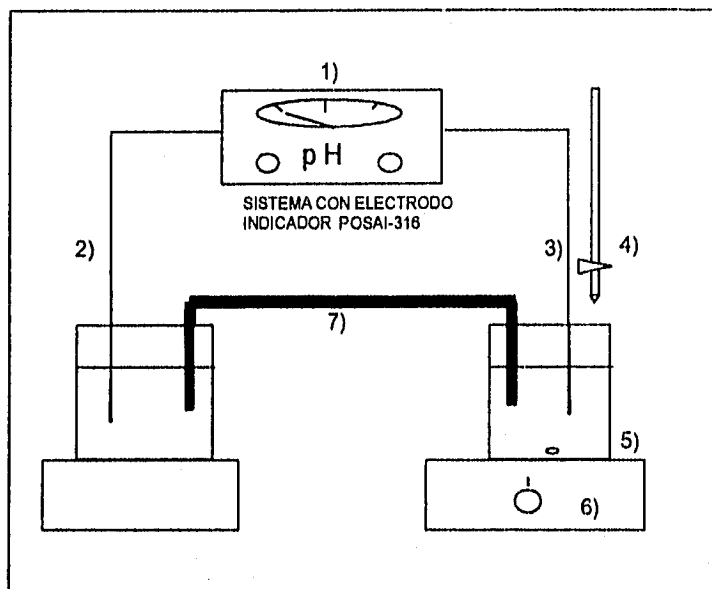 1)
pH
SISTEMA CON ELECTRODO
INDICADOR POSAI-316
2)
3)
4)
7)
5)
6)